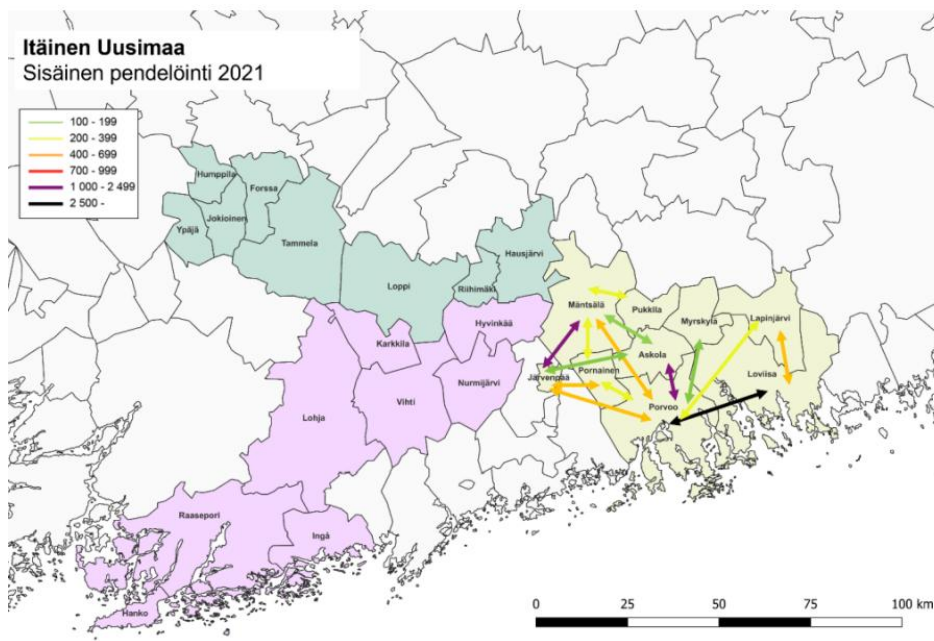 Itäinen Uusimaa
Sisäinen pendelöinti 2021
100 - 199
200 - 399
400 - 699
700 - 999
1 000 - 2 499
2 500 -
Humppila
Forssa
Ypäjä
Jokioinen
Tammela
Hausjärvi
Loppi
Riihimäki
Mäntsälä
Pukkila
Myrskylä
Lapinjärvi
Hyvinkää
Karkkila
Askola
Loviisa
Järvenpää
Pornainen
Nurmijärvi
Vihti
Lohja
Porvoo
Raasepori
Ingå
Hanko
0 25 50 75 100 km